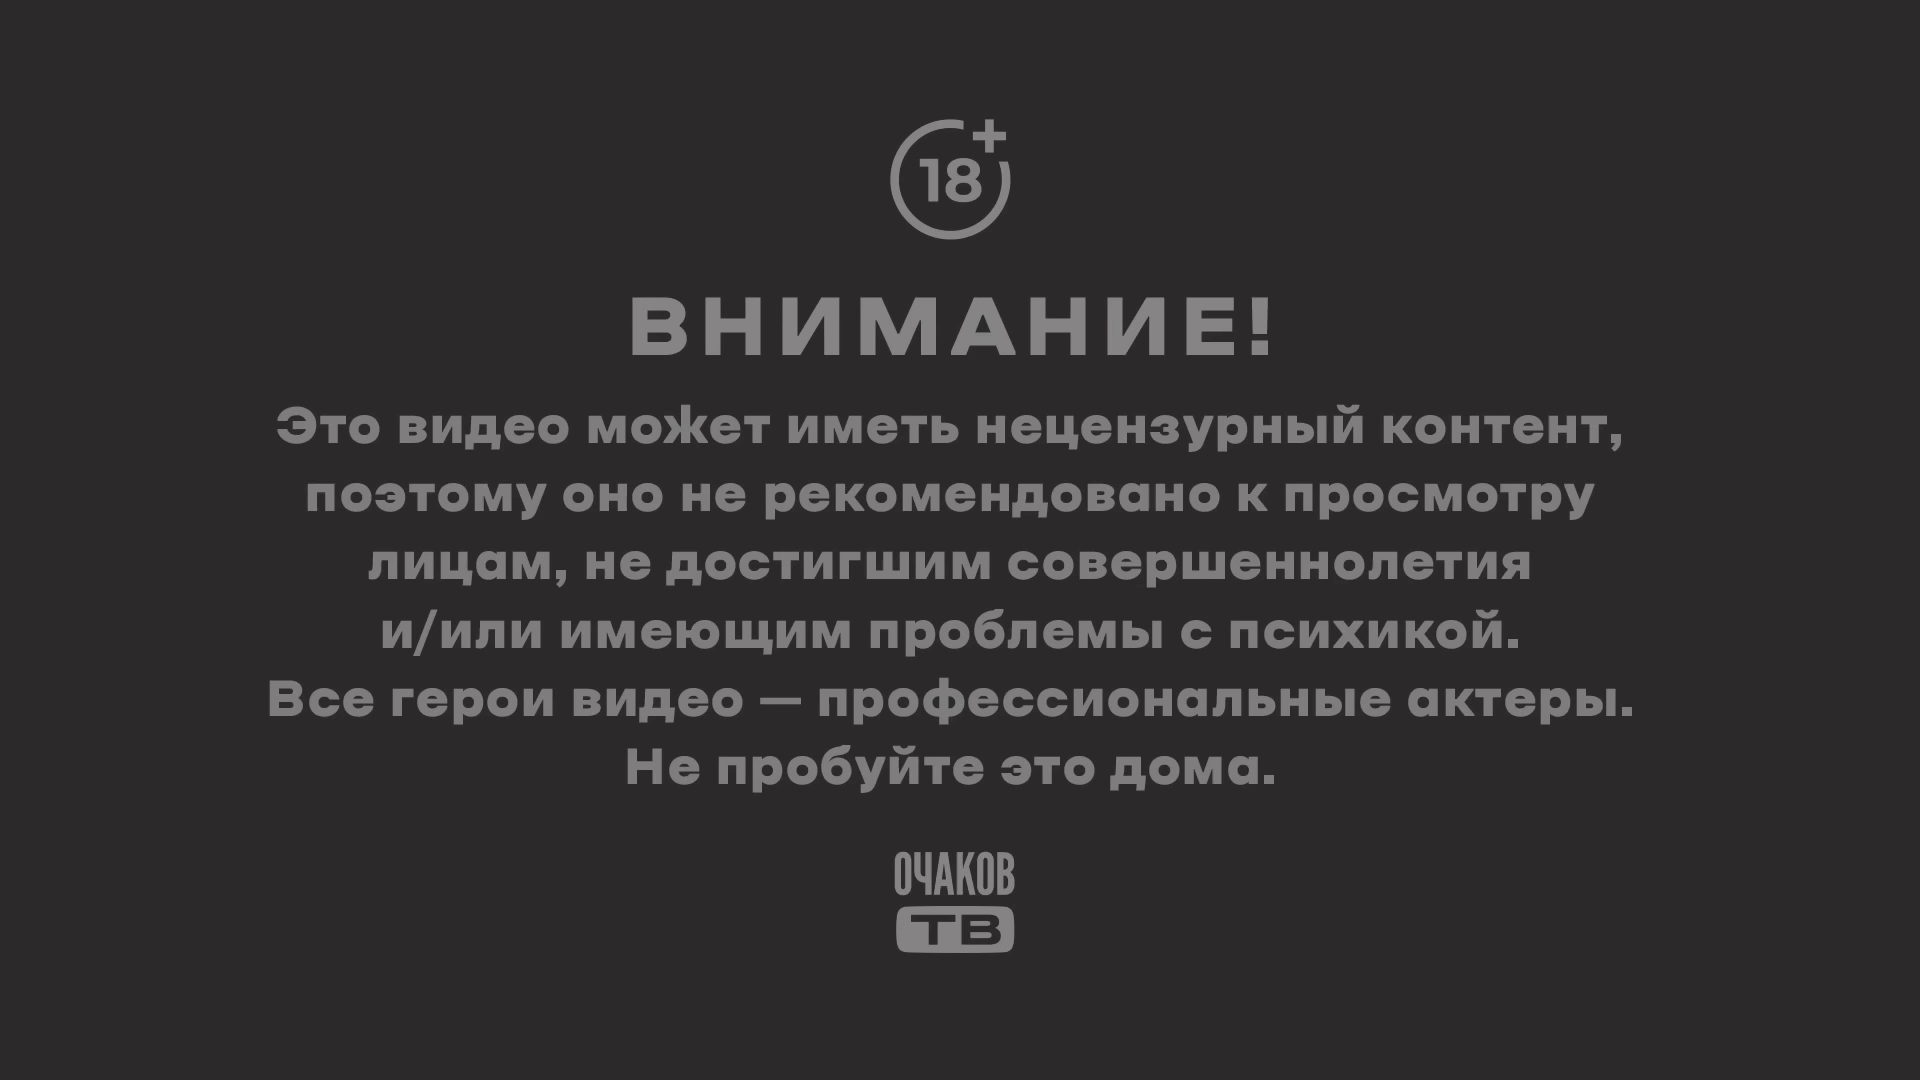 18+
ВНИМАНИЕ!
Это видео может иметь нецензурный контент,
поэтому оно не рекомендовано к просмотру
лицам, не достигшим совершеннолетия
и/или имеющим проблемы с психикой.
Все герои видео — профессиональные актеры.
Не пробуйте это дома.
ОЧАКОВ
ТВ